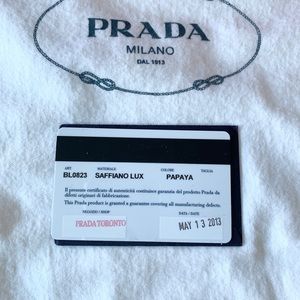 PRADA
MILANO
DAL 1913
ART. MATERIALE COLORE TAGLIA
BL0823 SAFFIANO LUX PAPAYA
Il presente certificato di autenticità costituisce garanzia del prodotto Prada da
difetti originari di fabbricazione.
This Prada product is granted a guarantee covering all manufacturing defects.
NEGOZIO / SHOP DATA / DATE
PRADA TORONTO MAY 13 2013